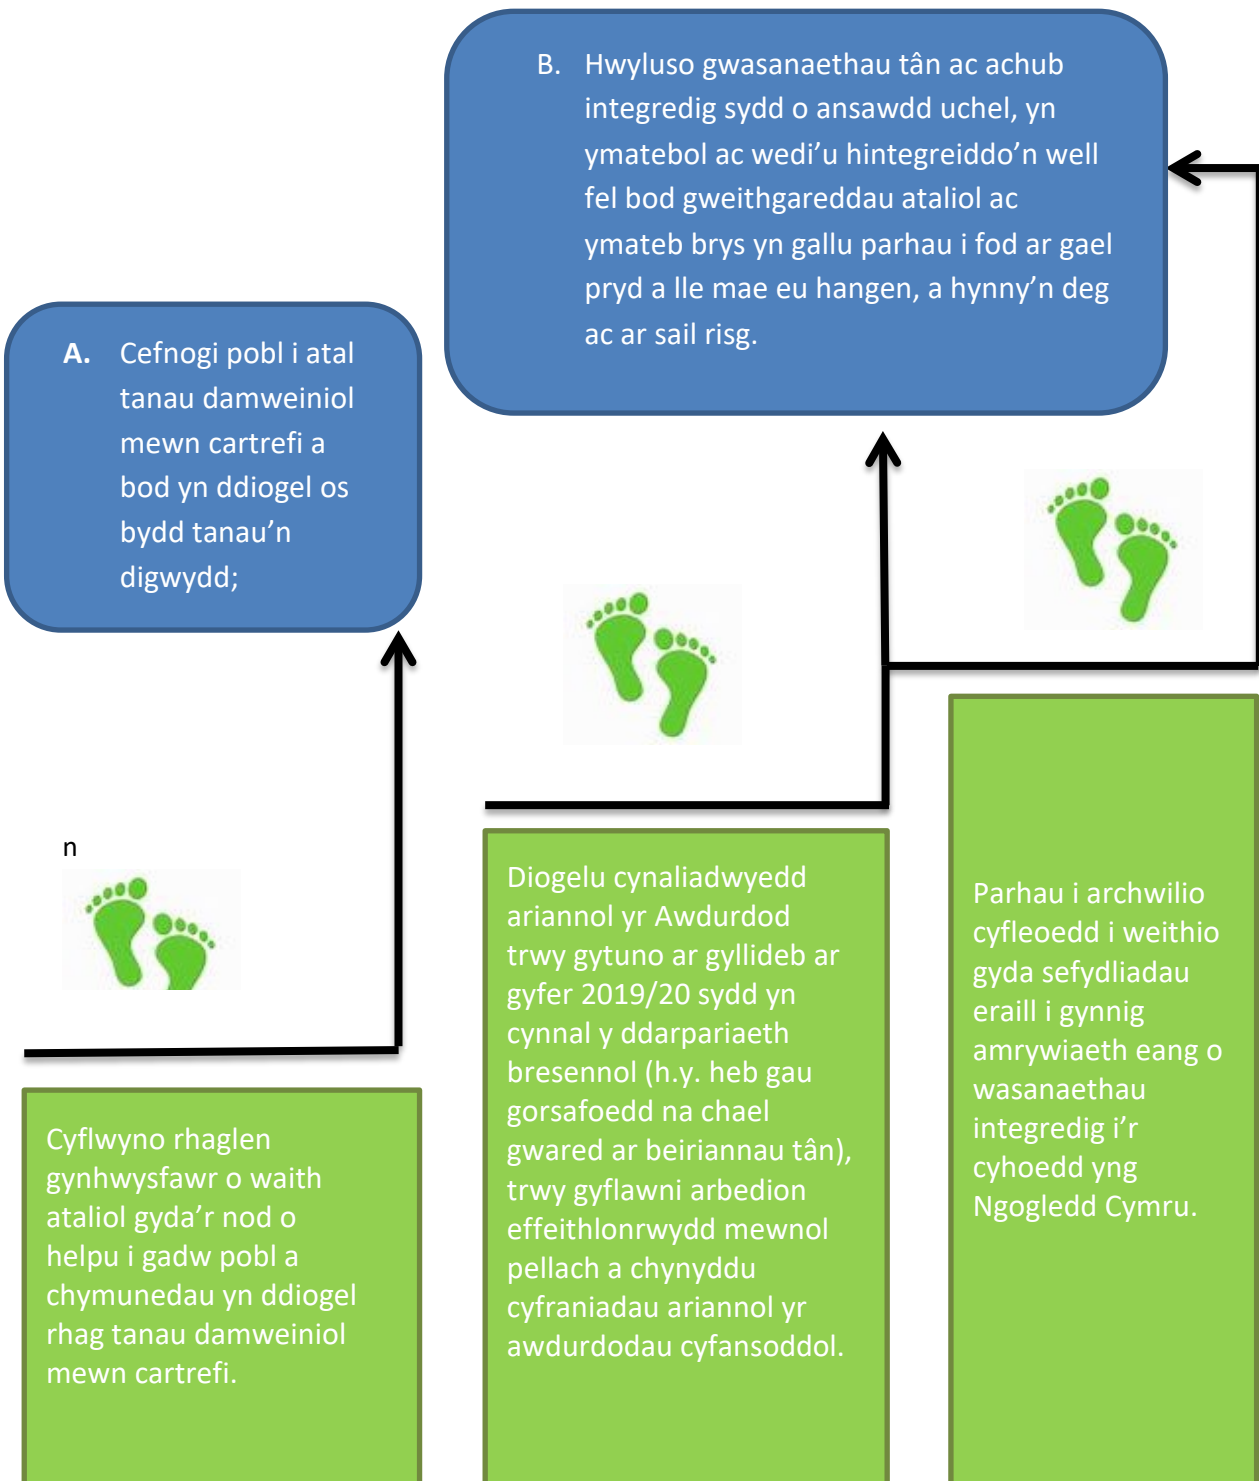 B. Hwyluso gwasanaethau tân ac achub
integredig sydd o ansawdd uchel, yn
ymatebol ac wedi’u hintegreiddo’n well
fel bod gweithgareddau ataliol ac
ymateb brys yn gallu parhau i fod ar gael
pryd a lle mae eu hangen, a hynny’n deg
ac ar sail risg.
A. Cefnogi pobl i atal
tanau damweiniol
mewn cartrefi a
bod yn ddiogel os
bydd tanau’n
digwydd;
n
Cyflwyno rhaglen
gynhwysfawr o waith
ataliol gyda’r nod o
helpu i gadw pobl a
chymunedau yn ddiogel
rhag tanau damweiniol
mewn cartrefi.
Diogelu cynaliadwyedd
ariannol yr Awdurdod
trwy gytuno ar gyllideb ar
gyfer 2019/20 sydd yn
cynnal y ddarpariaeth
bresennol (h.y. heb gau
gorsafoedd na chael
gwared ar beiriannau tân),
trwy gyflawni arbedion
effeithlonrwydd mewnol
pellach a chynyddu
cyfraniadau ariannol yr
awdurdodau cyfansoddol.
Parhau i archwilio
cyfleoedd i weithio
gyda sefydliadau
eraill i gynnig
amrywiaeth eang o
wasanaethau
integredig i’r
cyhoedd yng
Ngogledd Cymru.